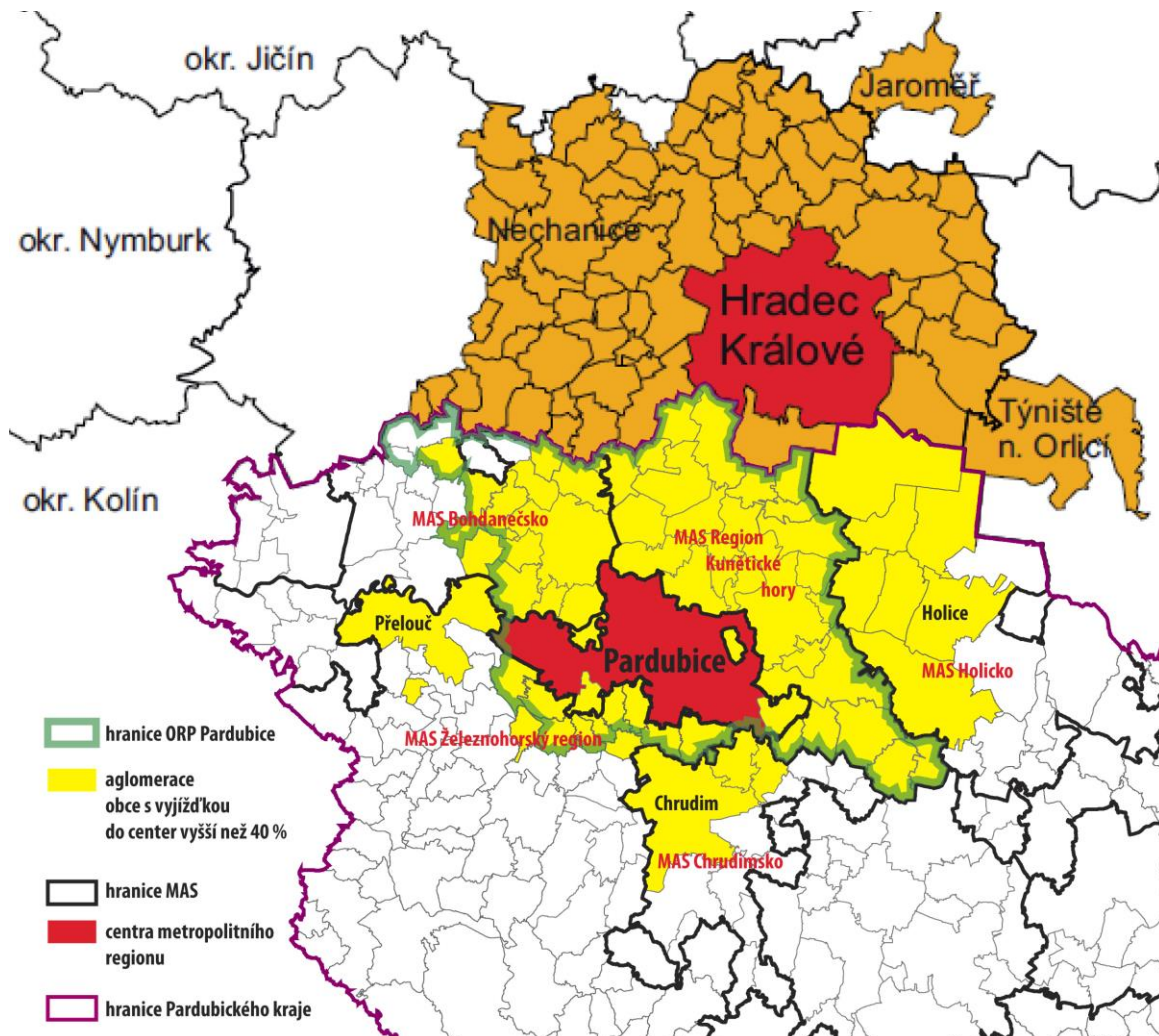 okr. Jičín
Jaroměř
okr. Nymburk
Nechanice
Hradec
Králové
Týniště
n. Orlicí
okr. Kolín
MAS Bohdanečsko
MAS Region
Kunětické
hory
Přelouč
Holice
Pardubice
MAS Holicko
hranice ORP Pardubice
MAS Železnohorský region
aglomerace
obce s vyjížďkou
do center vyšší než 40 %
Chrudim
MAS Chrudimsko
hranice MAS
centra metropolitního
regionu
hranice Pardubického kraje